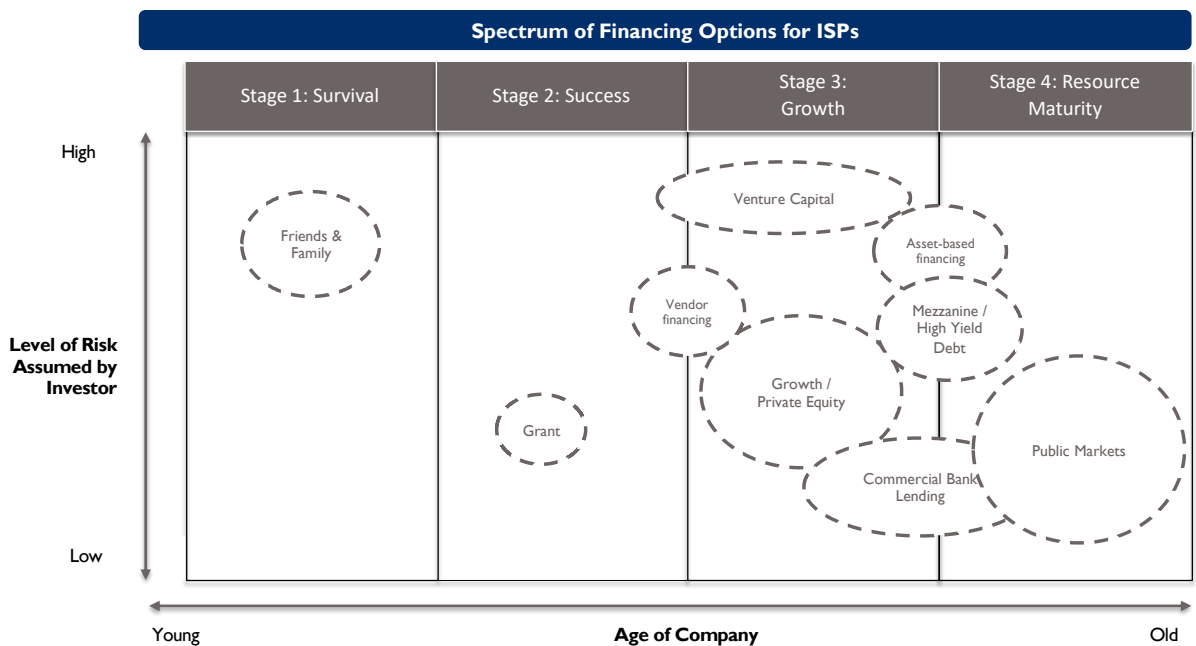 Spectrum of Financing Options for ISPs
Stage 1: Survival
Stage 2: Success
Stage 3:
Growth
Stage 4: Resource
Maturity
High
Venture Capital
Friends &
Family
Asset-based
financing
Vendor
financing
Mezzanine /
High Yield
Debt
Level of Risk
Assumed by
Investor
Growth /
Private Equity
Grant
Public Markets
Commercial Bank
Lending
Low
Young
Age of Company
Old